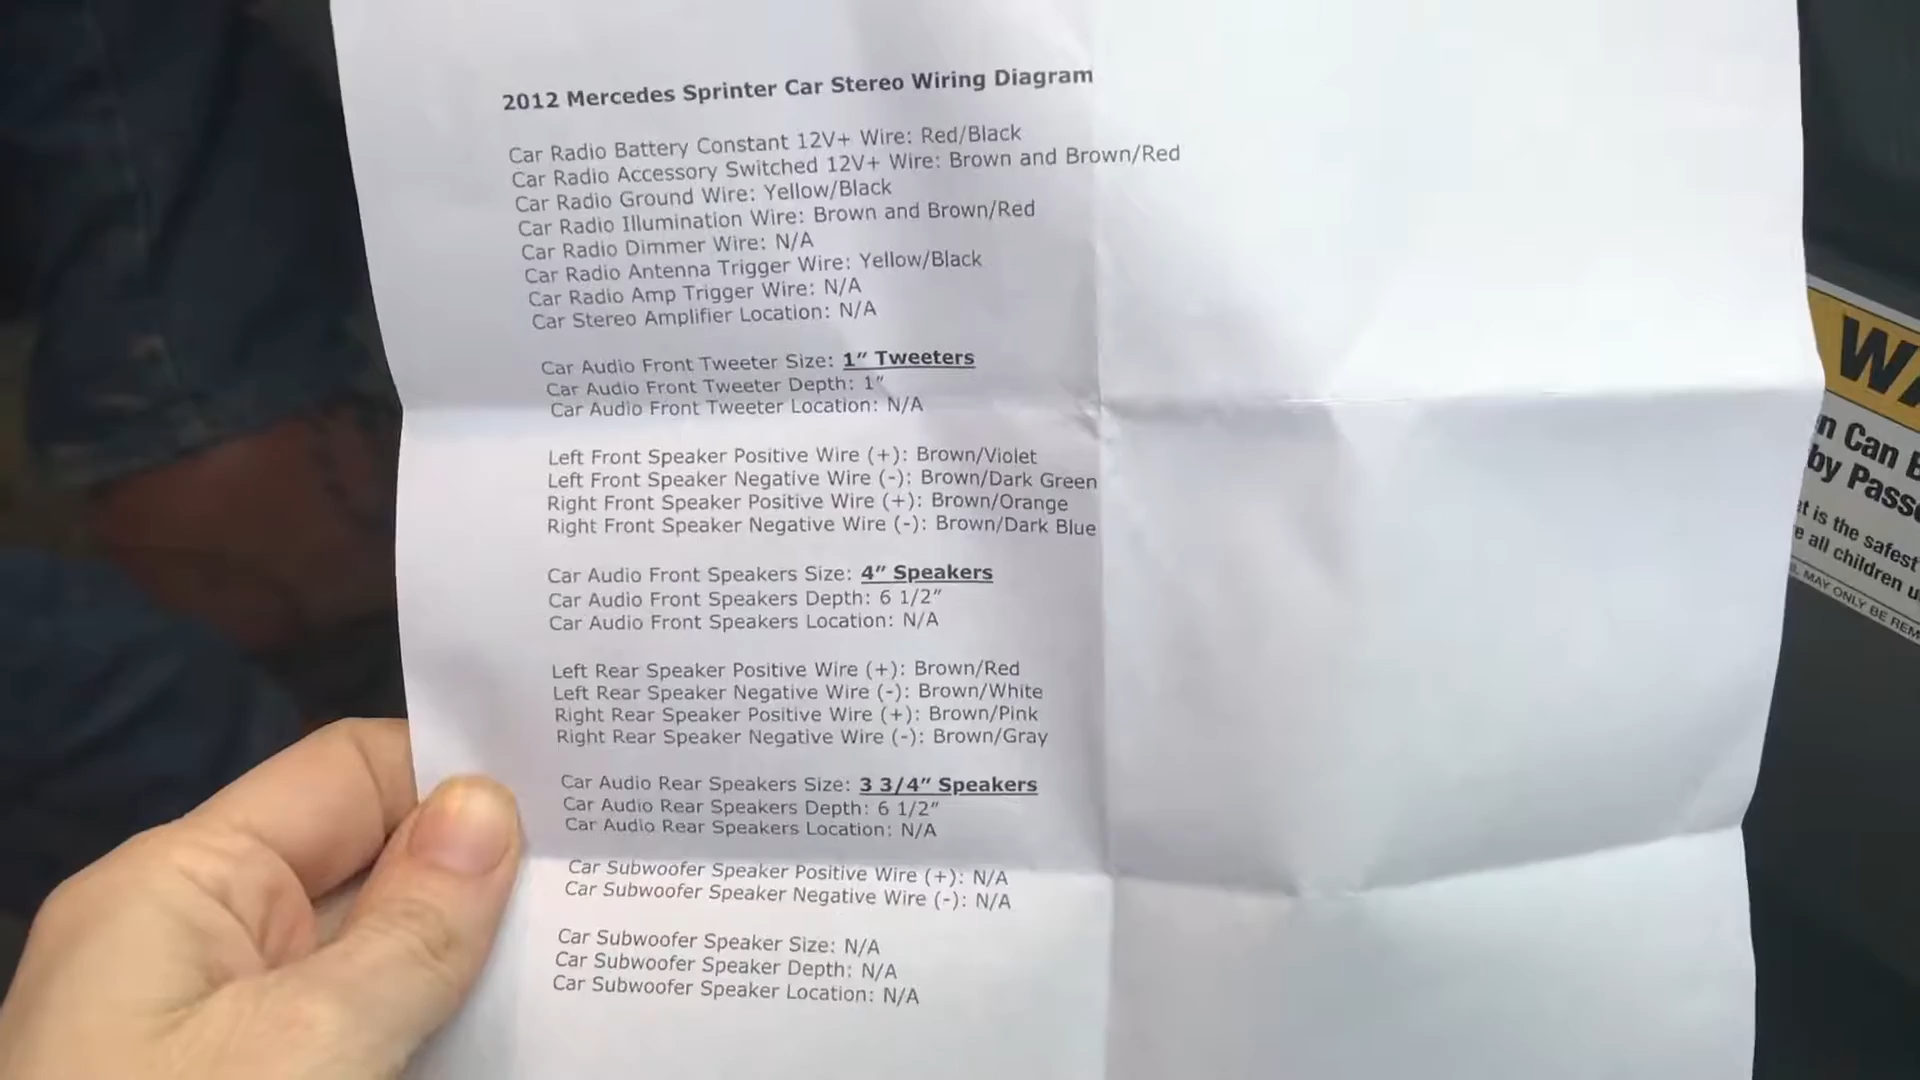 2012 Mercedes Sprinter Car Stereo Wiring Diagram
Car Radio Battery Constant 12V+ Wire: Red/Black
Car Radio Accessory Switched 12V+ Wire: Brown and Brown/Red
Car Radio Ground Wire: Yellow/Black
Car Radio Illumination Wire: Brown and Brown/Red
Car Radio Dimmer Wire: N/A
Car Radio Antenna Trigger Wire: Yellow/Black
Car Radio Amp Trigger Wire: N/A
Car Stereo Amplifier Location: N/A
Car Audio Front Tweeter Size: 1” Tweeters
Car Audio Front Tweeter Depth: 1”
Car Audio Front Tweeter Location: N/A
Left Front Speaker Positive Wire (+): Brown/Violet
Left Front Speaker Negative Wire (-): Brown/Dark Green
Right Front Speaker Positive Wire (+): Brown/Orange
Right Front Speaker Negative Wire (-): Brown/Dark Blue
Car Audio Front Speakers Size: 4” Speakers
Car Audio Front Speakers Depth: 6 1/2”
Car Audio Front Speakers Location: N/A
Left Rear Speaker Positive Wire (+): Brown/Red
Left Rear Speaker Negative Wire (-): Brown/White
Right Rear Speaker Positive Wire (+): Brown/Pink
Right Rear Speaker Negative Wire (-): Brown/Gray
Car Audio Rear Speakers Size: 3 3/4” Speakers
Car Audio Rear Speakers Depth: 6 1/2”
Car Audio Rear Speakers Location: N/A
Car Subwoofer Speaker Positive Wire (+): N/A
Car Subwoofer Speaker Negative Wire (-): N/A
Car Subwoofer Speaker Size: N/A
Car Subwoofer Speaker Depth: N/A
Car Subwoofer Speaker Location: N/A
WA
n Can B
by Pass
at is the safest
e all children u
MAY ONLY BE REM